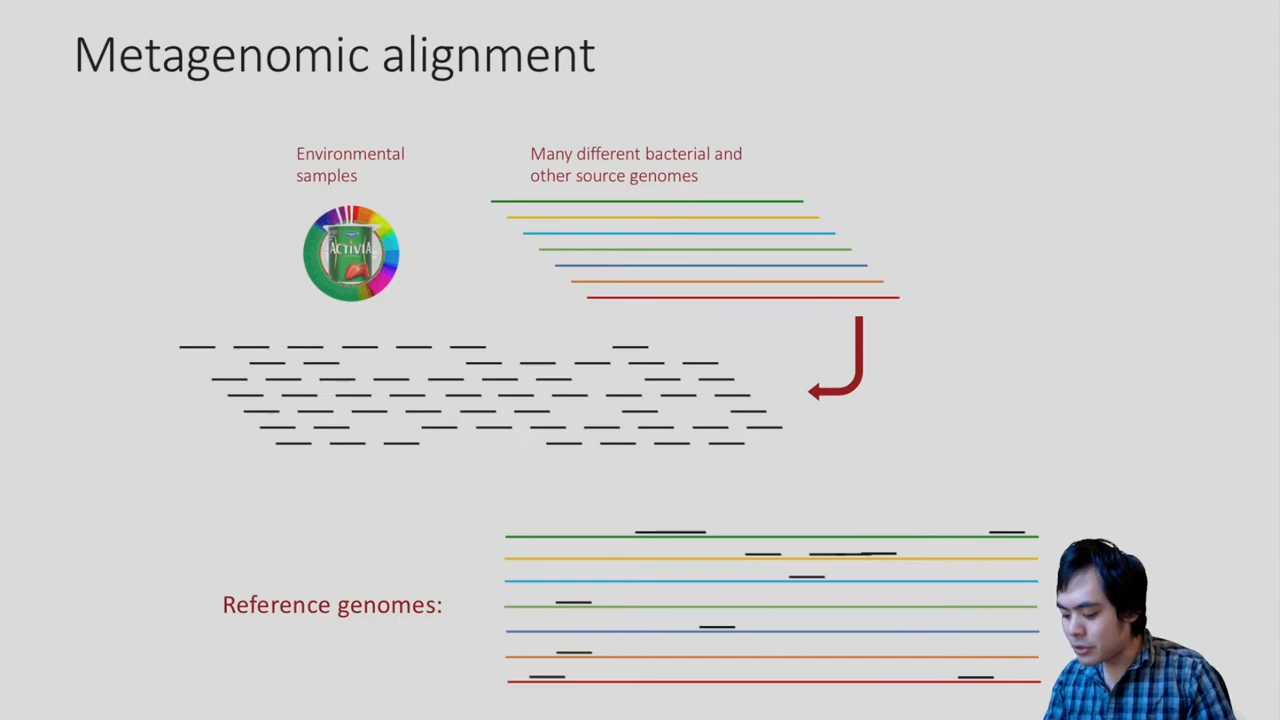 Metagenomic alignment
Environmental
samples
Many different bacterial and
other source genomes
ACTIVIA
Reference genomes: